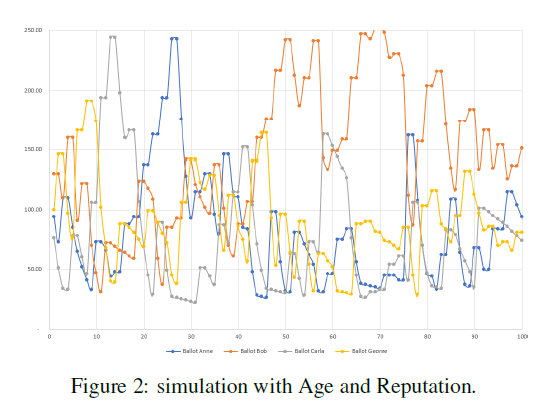 250.00
200.00
150.00
100.00
50.00
-
0 10 20 30 40 50 60 70 80 90 100
Ballot Anne Ballot Bob Ballot Carla Ballot George
Figure 2: simulation with Age and Reputation.